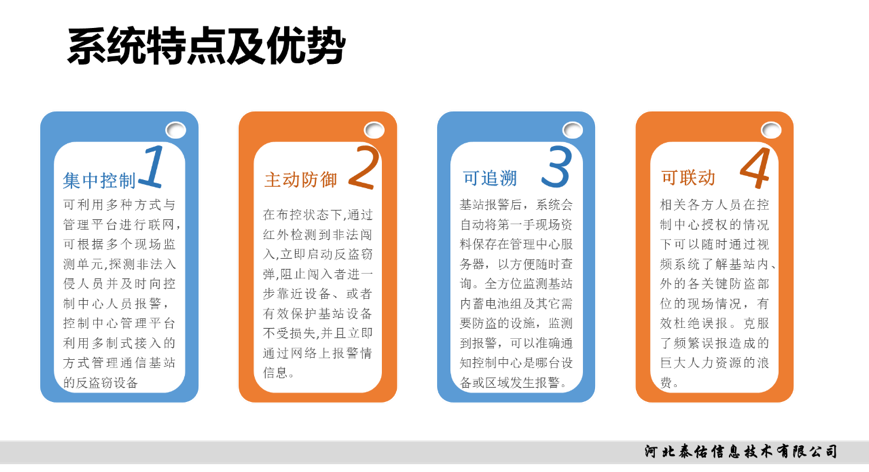 系统特点及优势
1
集中控制
可利用多种方式与
管理平台进行联网,
可根据多个现场监
测单元,探测非法入
侵人员并及时向控
制中心人员报警，
控制中心管理平台
利用多制式接入的
方式管理通信基站
的反盗窃设备
2
主动防御
在布控状态下,通过
红外检测到非法闯
入,立即启动反盗窃
弹,阻止闯入者进一
步靠近设备、或者
有效保护基站设备
不受损失,并且立即
通过网络上报警情
信息。
3
可追溯
基站报警后，系统会
自动将第一手现场资
料保存在管理中心服
务器，以方便随时查
询。全方位监测基站
内蓄电池组及其它需
要防盗的设施，监测
到报警，可以准确通
知控制中心是哪台设
备或区域发生报警。
4
可联动
相关各方人员在控
制中心授权的情况
下可以随时通过视
频系统了解基站内、
外的各关键防盗部
位的现场情况，有
效杜绝误报。克服
了频繁误报造成的
巨大人力资源的浪
费。
河北泰佑信息技术有限公司